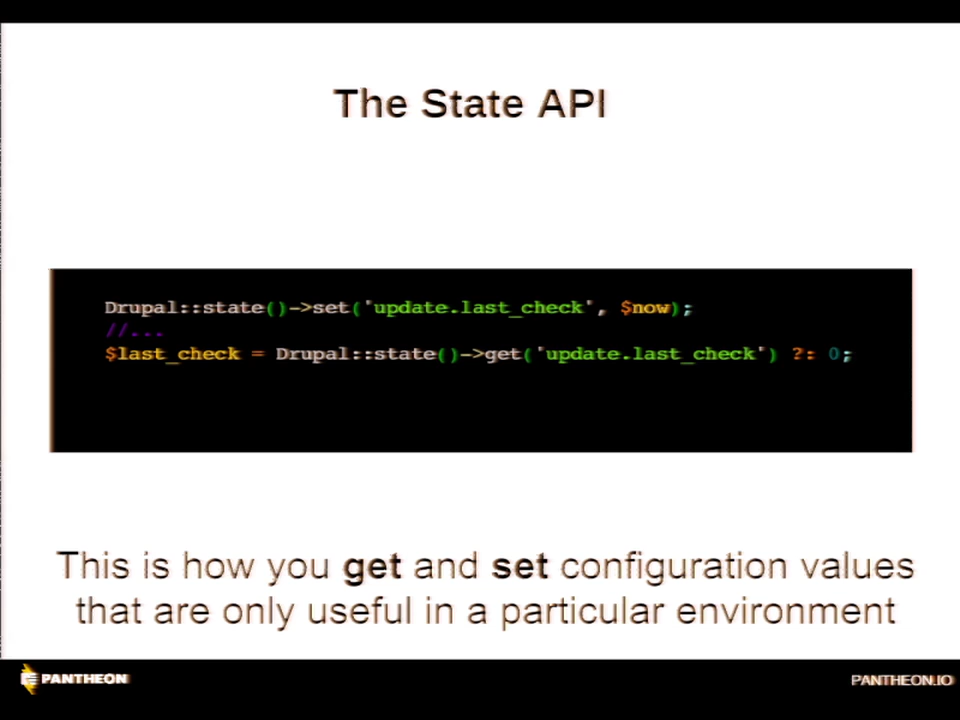 The State API
Drupal::state()->set('update.last_check', $now);
//...
$last_check = Drupal::state()->get('update.last_check') ?: 0;
This is how you get and set configuration values
that are only useful in a particular environment
PANTHEON
PANTHEON.IO